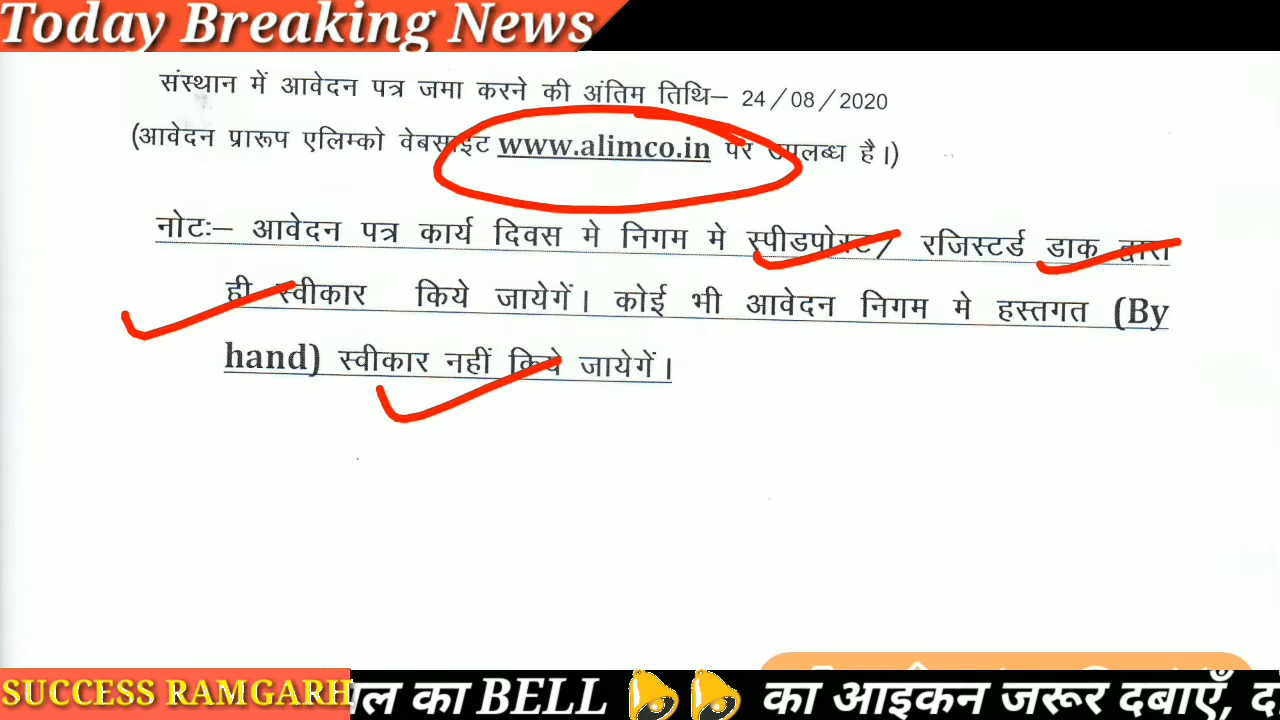 Today Breaking News
संस्थान में आवेदन पत्र जमा करने की अंतिम तिथि– 24/08/2020
(आवेदन प्रारूप एलिम्को वेबसाइट www.alimco.in पर उपलब्ध है।)
नोटः– आवेदन पत्र कार्य दिवस मे निगम मे स्पीडपोस्ट/ रजिस्टर्ड डाक द्वारा
ही स्वीकार किये जायेगें। कोई भी आवेदन निगम मे हस्तगत (By
hand) स्वीकार नहीं किये जायेगें।
SUCCESS RAMGARH का BELL 🔔🔔 का आइकन जरूर दबाएँ,